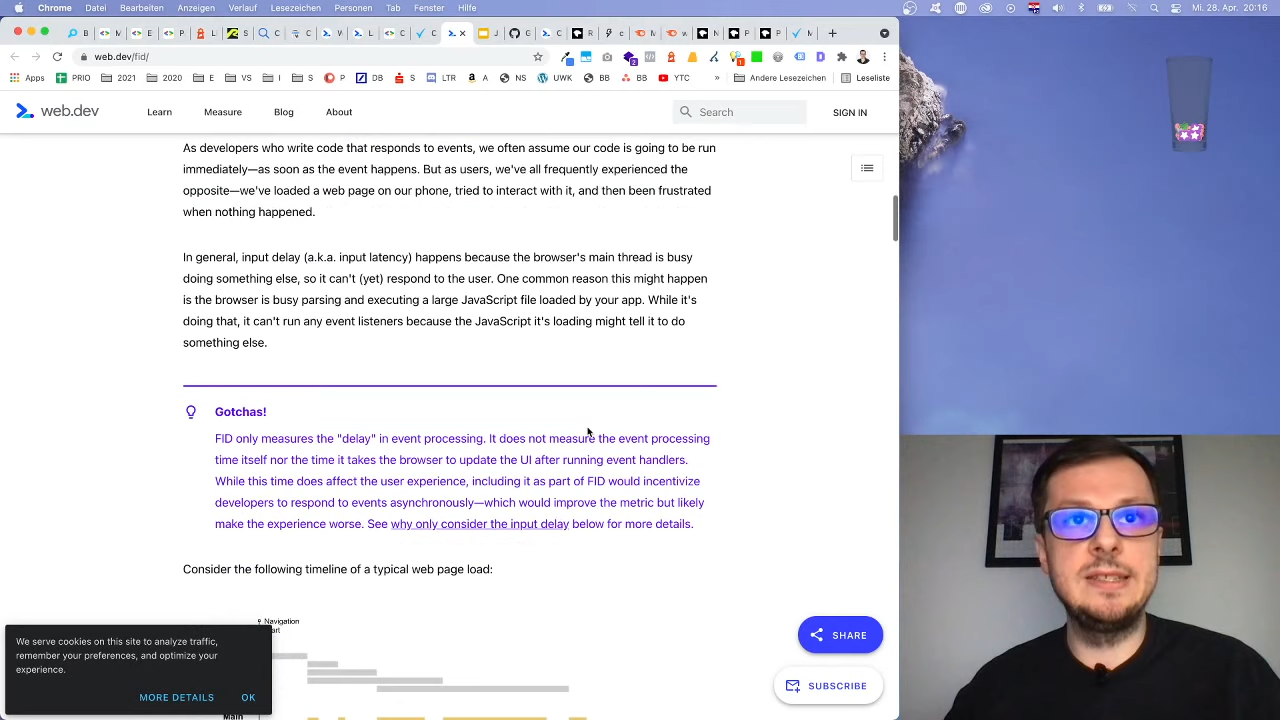 Chrome Datei Bearbeiten Anzeigen Verlauf Lesezeichen Personen Tab Fenster Hilfe
Mi. 28. Apr. 20:16
web.dev/fid/
Apps PRIO 2021 2020 E VS I S P DB S LTR A NS UWK BB BB YTC » Andere Lesezeichen Leseliste
web.dev Learn Measure Blog About Search SIGN IN
As developers who write code that responds to events, we often assume our code is going to be run
immediately—as soon as the event happens. But as users, we've all frequently experienced the
opposite—we've loaded a web page on our phone, tried to interact with it, and then been frustrated
when nothing happened.
In general, input delay (a.k.a. input latency) happens because the browser's main thread is busy
doing something else, so it can't (yet) respond to the user. One common reason this might happen
is the browser is busy parsing and executing a large JavaScript file loaded by your app. While it's
doing that, it can't run any event listeners because the JavaScript it's loading might tell it to do
something else.
Gotchas!
FID only measures the "delay" in event processing. It does not measure the event processing
time itself nor the time it takes the browser to update the UI after running event handlers.
While this time does affect the user experience, including it as part of FID would incentivize
developers to respond to events asynchronously—which would improve the metric but likely
make the experience worse. See why only consider the input delay below for more details.
Consider the following timeline of a typical web page load:
Navigation
Main
We serve cookies on this site to analyze traffic,
remember your preferences, and optimize your
experience.
MORE DETAILS OK
SHARE
SUBSCRIBE